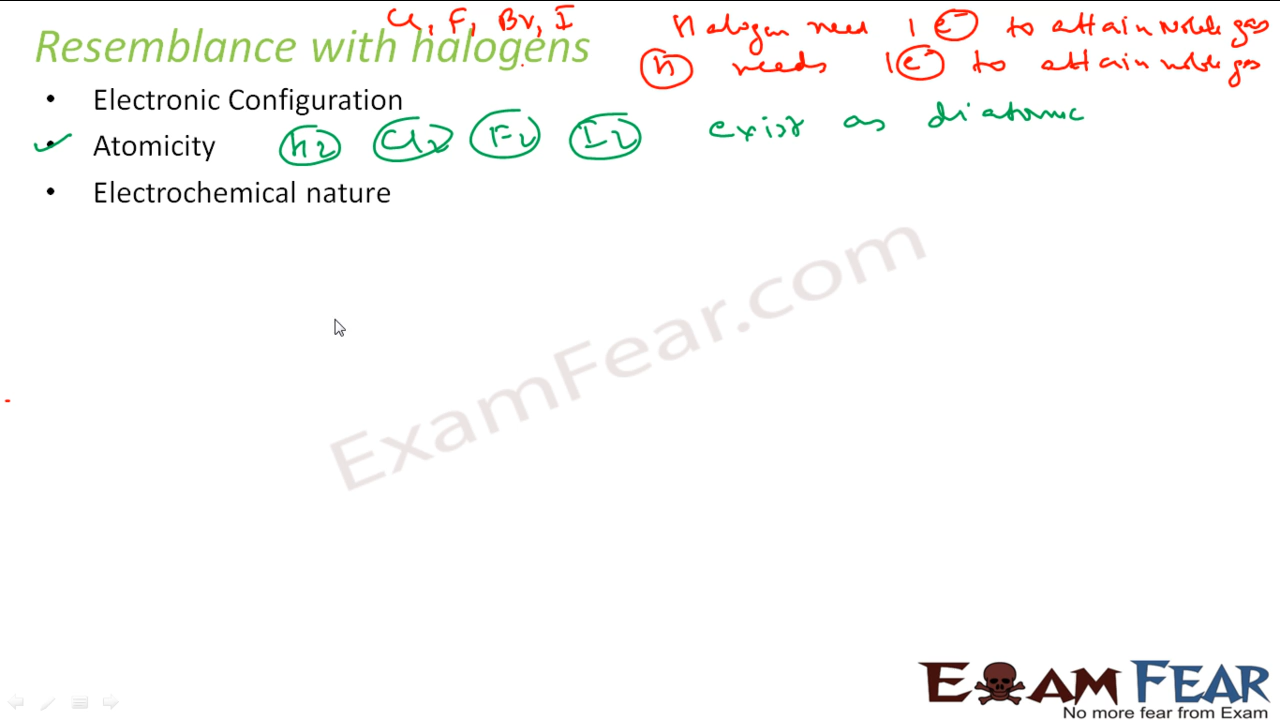 Cl, F, Br, I
Resemblance with halogens
Halogen need 1 e⁻ to attain noble gas
H needs 1 e⁻ to attain noble gas
• Electronic Configuration
• Atomicity H2 Cl2 F2 I2 exist as diatomic
• Electrochemical nature
ExamFear.com
EXAM FEAR
No more fear from Exam